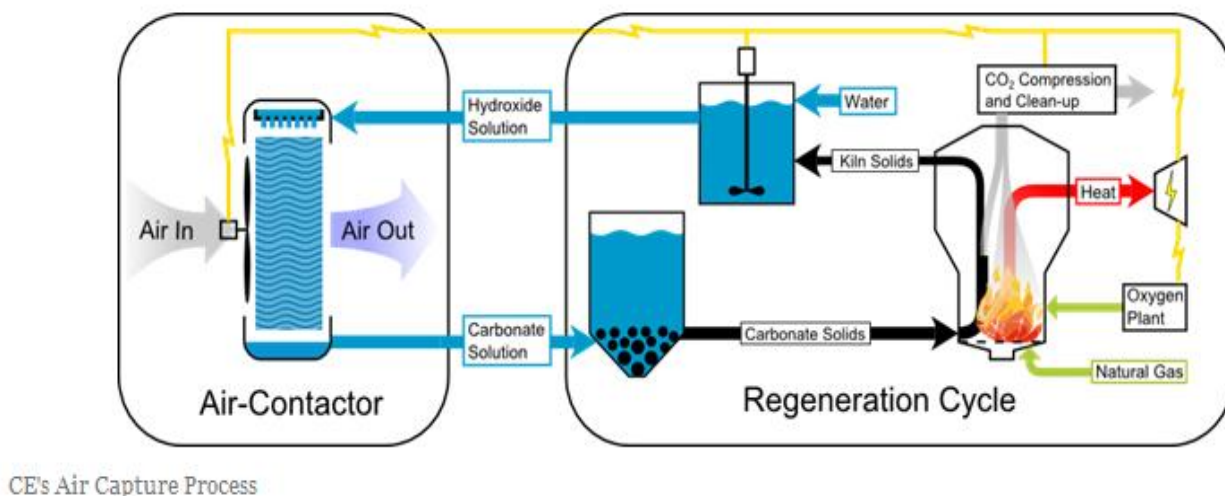 CO₂ Compression
and Clean-up
Hydroxide
Solution
Water
Kiln Solids
Heat
Air In
Air Out
Oxygen
Plant
Carbonate
Solution
Carbonate Solids
Natural Gas
Air-Contactor
Regeneration Cycle
CE's Air Capture Process